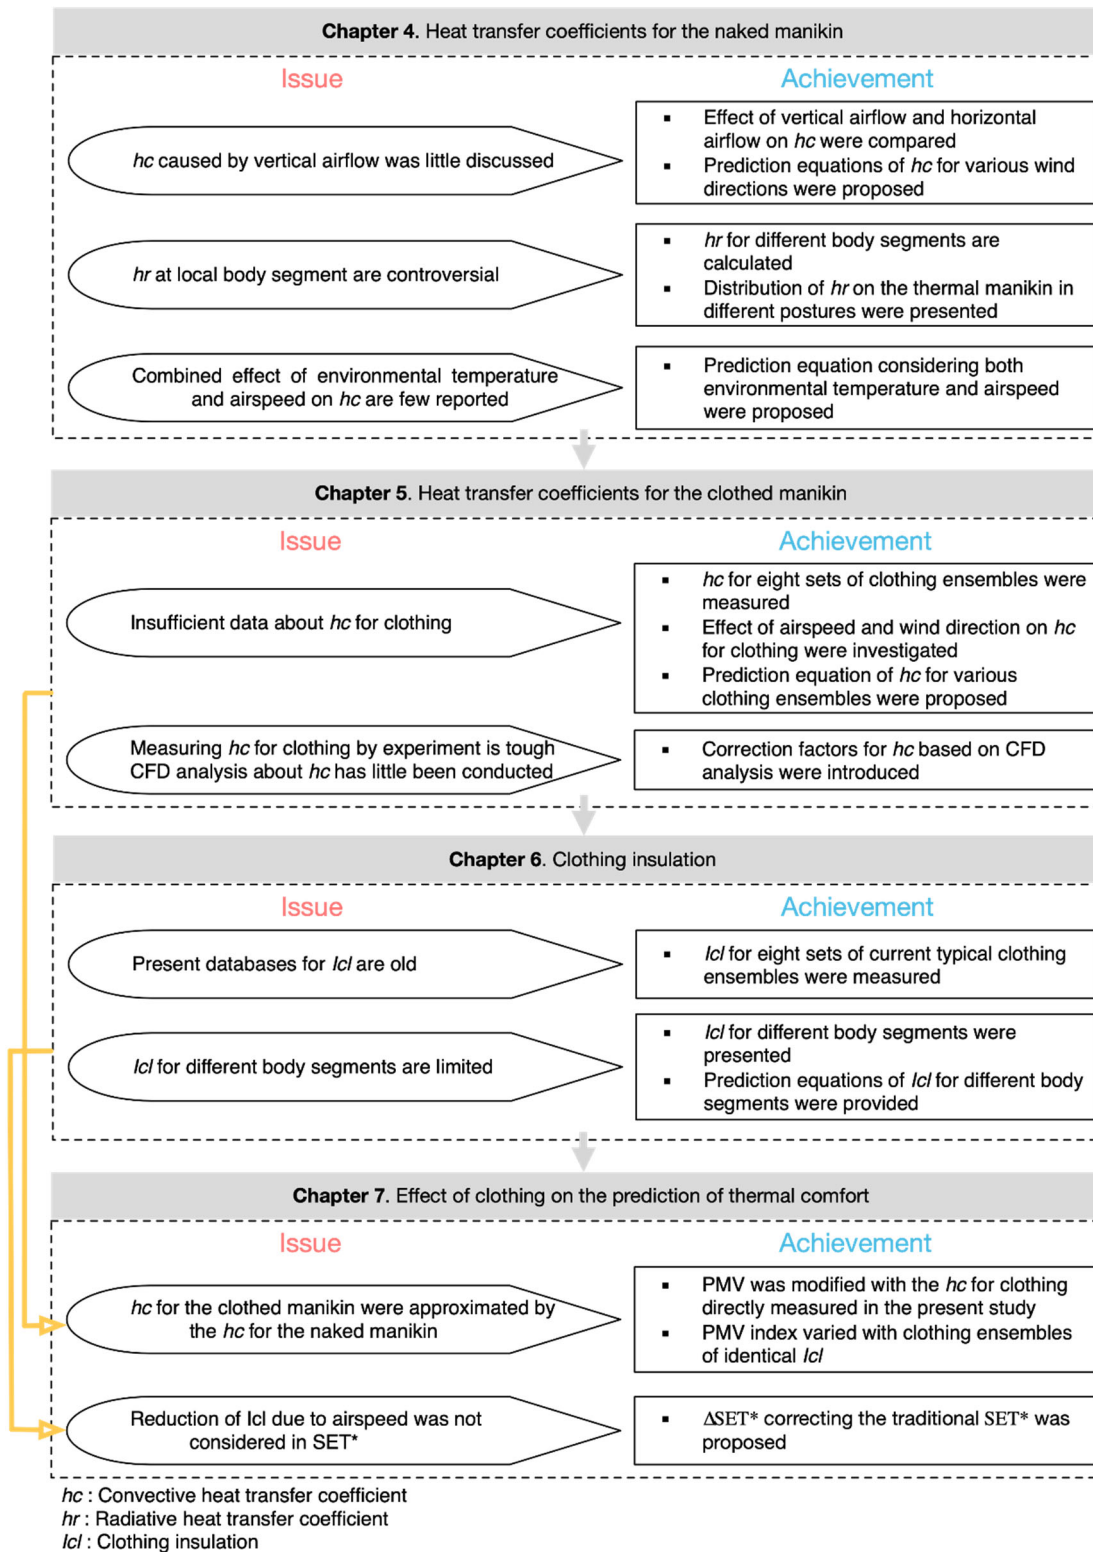 Chapter 4. Heat transfer coefficients for the naked manikin
Issue
Achievement
hc caused by vertical airflow was little discussed
▪ Effect of vertical airflow and horizontal
airflow on hc were compared
▪ Prediction equations of hc for various wind
directions were proposed
hr at local body segment are controversial
▪ hr for different body segments are
calculated
▪ Distribution of hr on the thermal manikin in
different postures were presented
Combined effect of environmental temperature
and airspeed on hc are few reported
▪ Prediction equation considering both
environmental temperature and airspeed
were proposed
Chapter 5. Heat transfer coefficients for the clothed manikin
Issue
Achievement
Insufficient data about hc for clothing
▪ hc for eight sets of clothing ensembles were
measured
▪ Effect of airspeed and wind direction on hc
for clothing were investigated
▪ Prediction equation of hc for various
clothing ensembles were proposed
Measuring hc for clothing by experiment is tough
CFD analysis about hc has little been conducted
▪ Correction factors for hc based on CFD
analysis were introduced
Chapter 6. Clothing insulation
Issue
Achievement
Present databases for Icl are old
▪ Icl for eight sets of current typical clothing
ensembles were measured
Icl for different body segments are limited
▪ Icl for different body segments were
presented
▪ Prediction equations of Icl for different body
segments were provided
Chapter 7. Effect of clothing on the prediction of thermal comfort
Issue
Achievement
hc for the clothed manikin were approximated by
the hc for the naked manikin
▪ PMV was modified with the hc for clothing
directly measured in the present study
▪ PMV index varied with clothing ensembles
of identical Icl
Reduction of Icl due to airspeed was not
considered in SET*
▪ ΔSET* correcting the traditional SET* was
proposed
hc : Convective heat transfer coefficient
hr : Radiative heat transfer coefficient
Icl : Clothing insulation